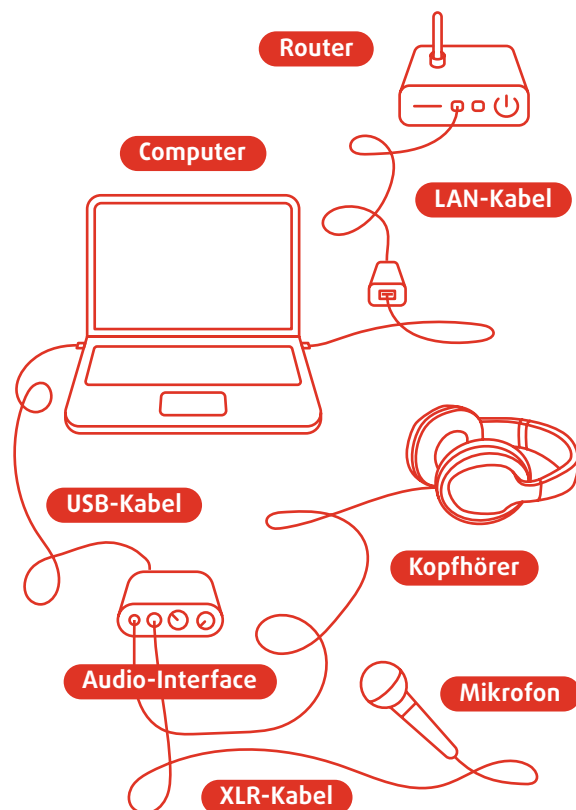 Router
Computer
LAN-Kabel
USB-Kabel
Kopfhörer
Audio-Interface
Mikrofon
XLR-Kabel